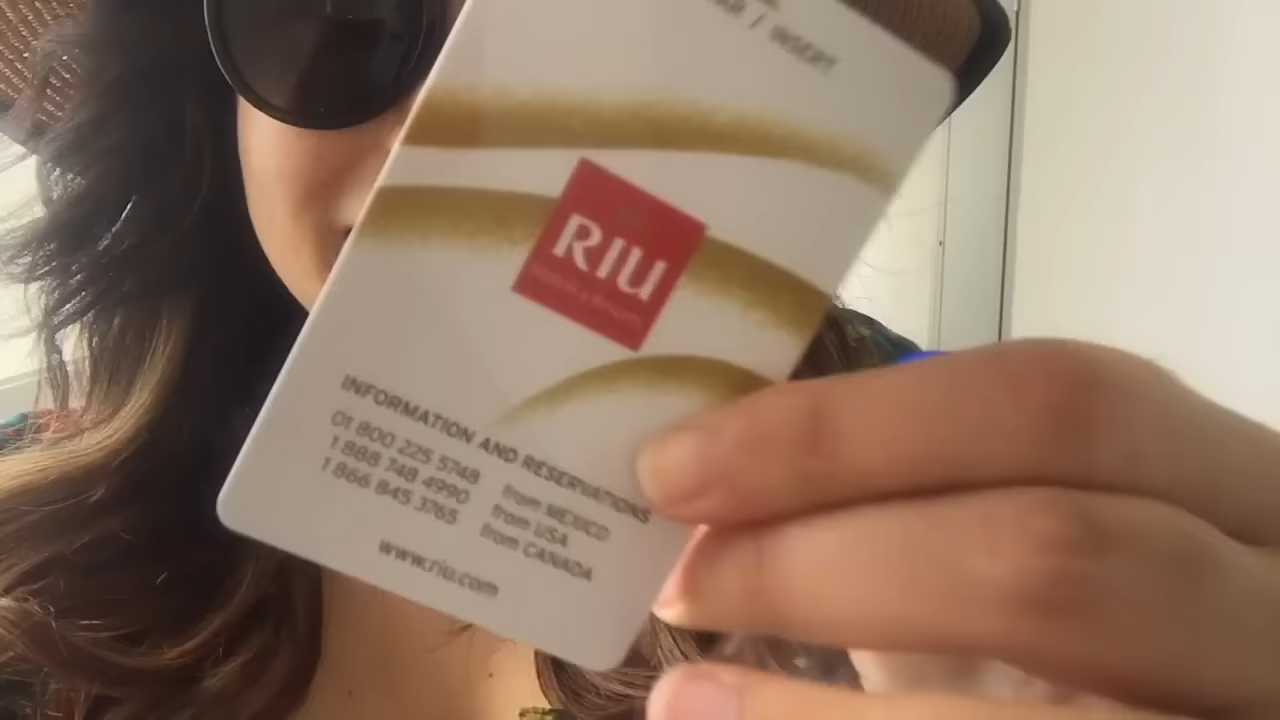 / INSERT
RIU
INFORMATION AND RESERVATIONS
01 800 225 5748 from MEXICO
1 888 748 4990 from USA
1 866 845 3765 from CANADA
www.riu.com